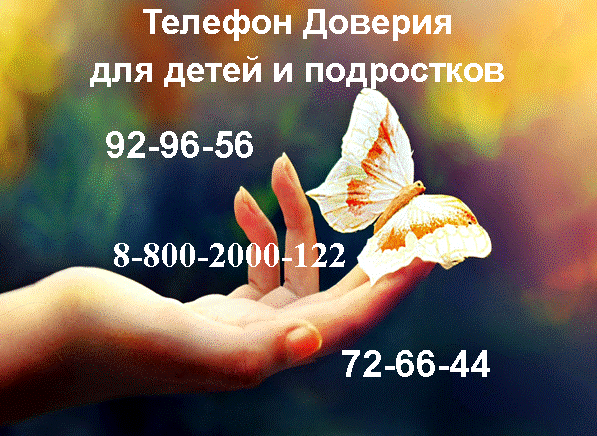 Телефон Доверия
для детей и подростков
92-96-56
8-800-2000-122
72-66-44